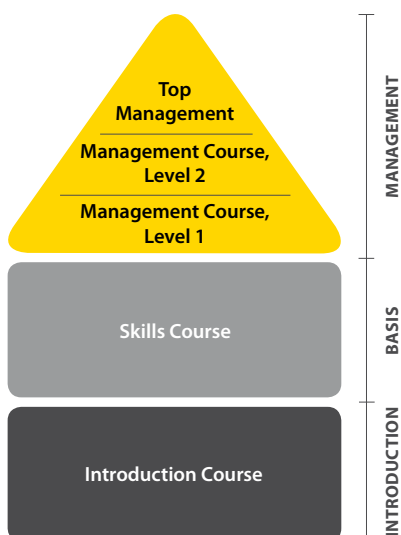 Top
Management
Management Course,
Level 2
Management Course,
Level 1
MANAGEMENT
Skills Course
BASIS
Introduction Course
INTRODUCTION